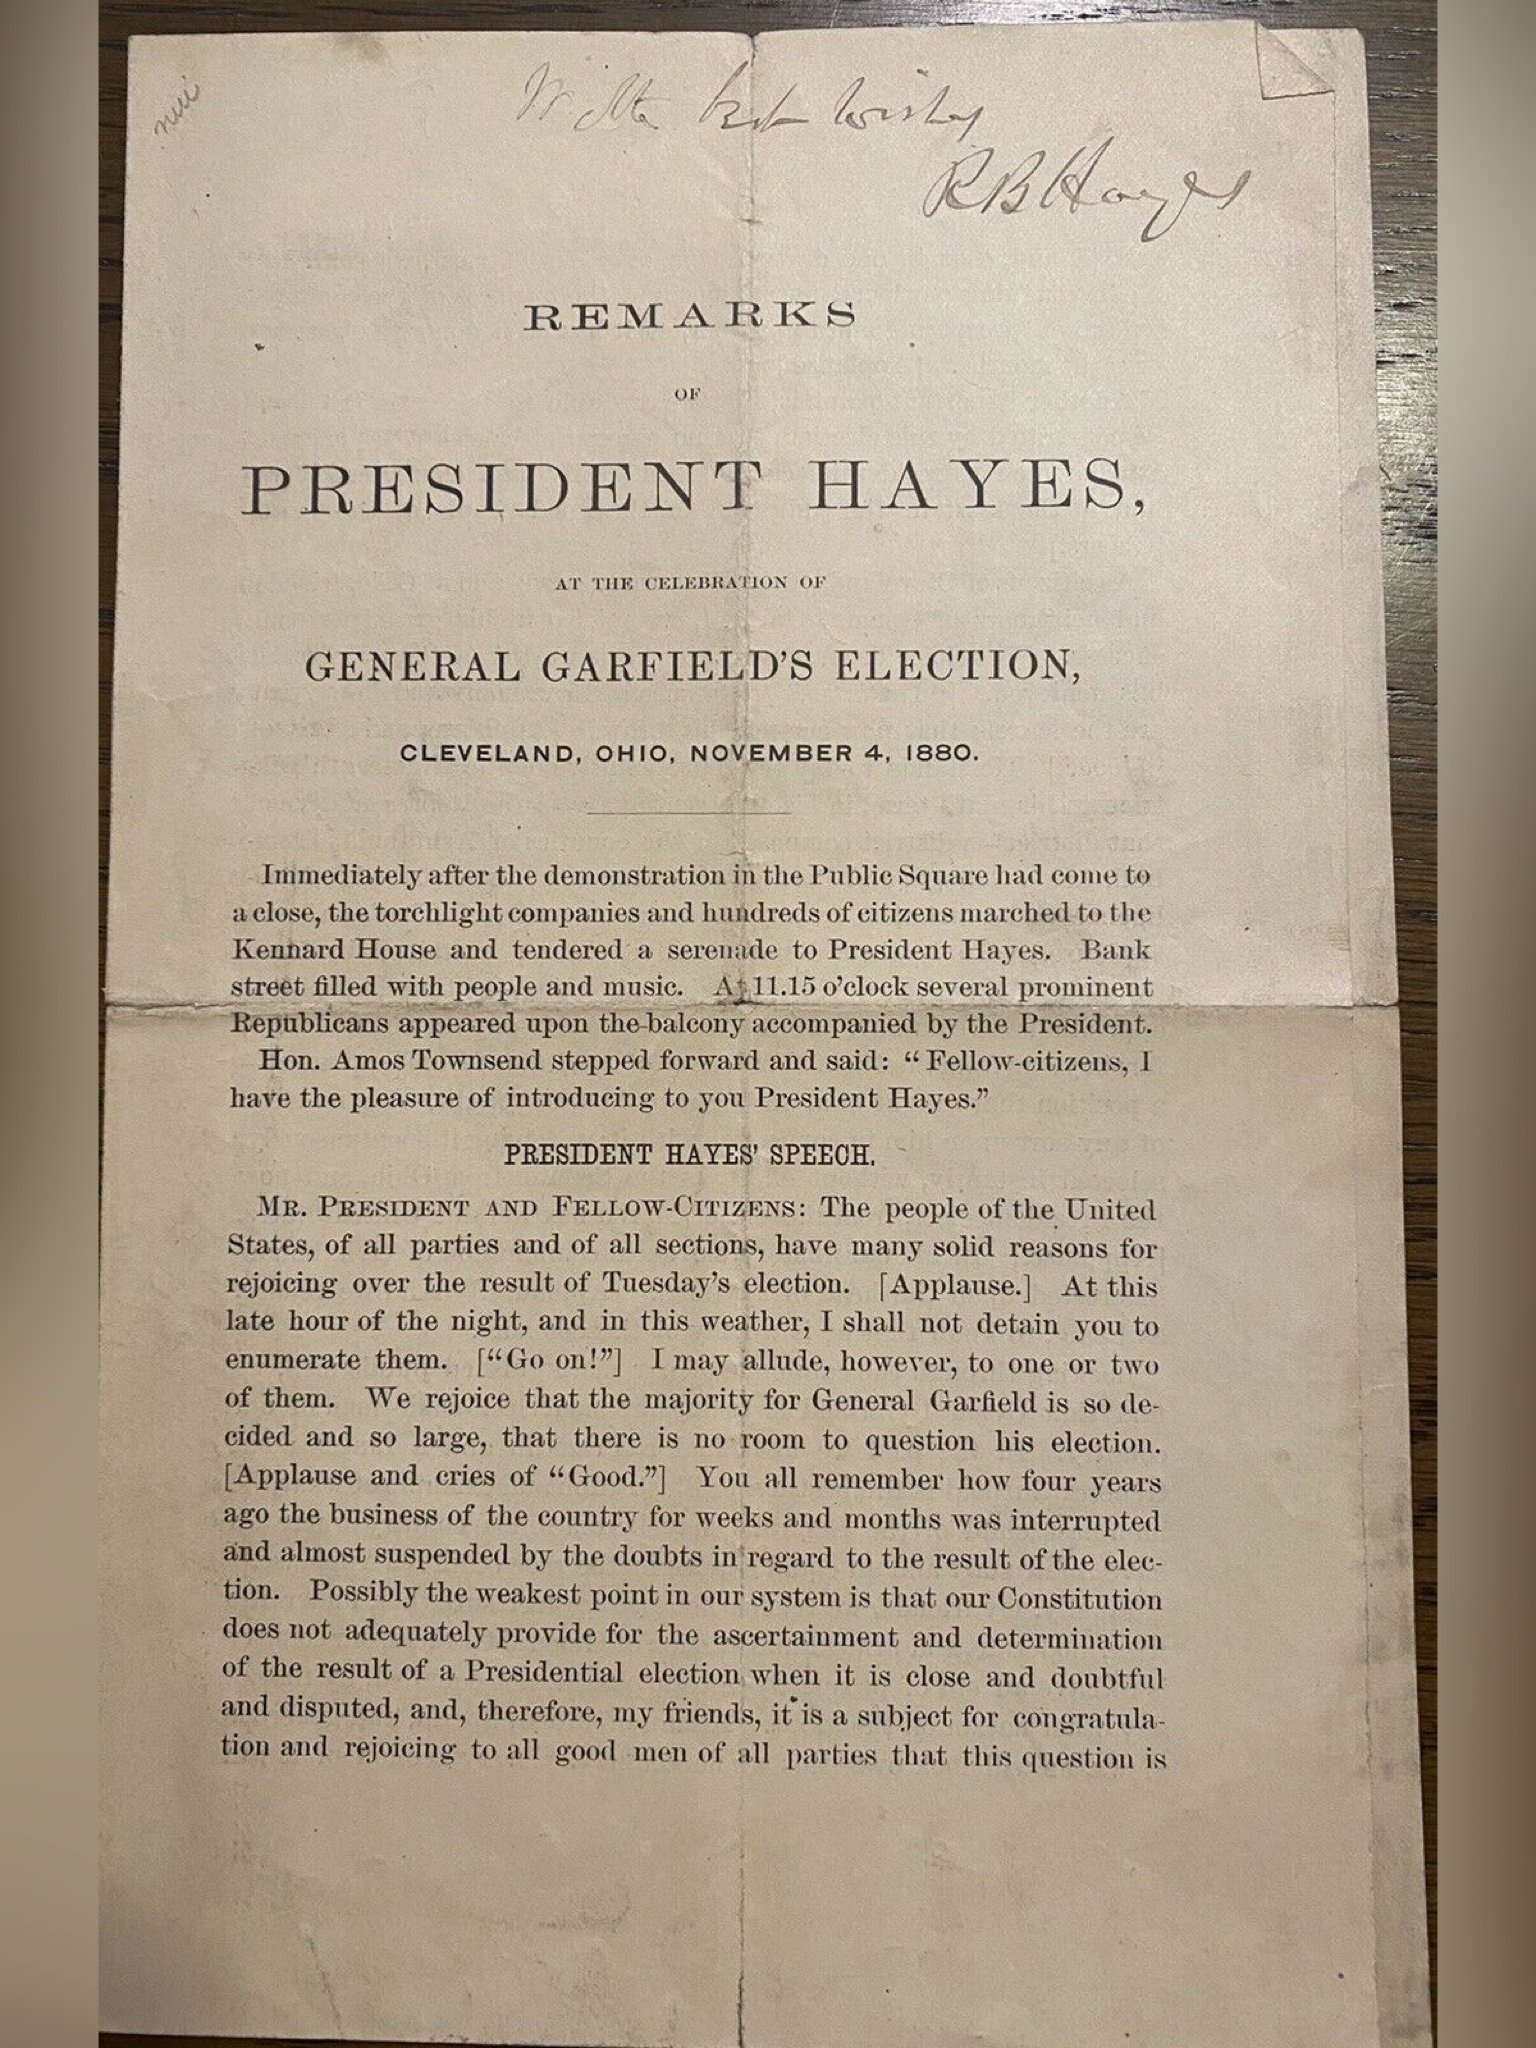 With best wishes
R B Hayes
REMARKS
OF
PRESIDENT HAYES,
AT THE CELEBRATION OF
GENERAL GARFIELD'S ELECTION,
CLEVELAND, OHIO, NOVEMBER 4, 1880.
Immediately after the demonstration in the Public Square had come to
a close, the torchlight companies and hundreds of citizens marched to the
Kennard House and tendered a serenade to President Hayes. Bank
street filled with people and music. At 11.15 o'clock several prominent
Republicans appeared upon the balcony accompanied by the President.
Hon. Amos Townsend stepped forward and said: “Fellow-citizens, I
have the pleasure of introducing to you President Hayes.”
PRESIDENT HAYES' SPEECH.
MR. PRESIDENT AND FELLOW-CITIZENS: The people of the United
States, of all parties and of all sections, have many solid reasons for
rejoicing over the result of Tuesday's election. [Applause.] At this
late hour of the night, and in this weather, I shall not detain you to
enumerate them. [“Go on!”] I may allude, however, to one or two
of them. We rejoice that the majority for General Garfield is so de-
cided and so large, that there is no room to question his election.
[Applause and cries of “Good.”] You all remember how four years
ago the business of the country for weeks and months was interrupted
and almost suspended by the doubts in regard to the result of the elec-
tion. Possibly the weakest point in our system is that our Constitution
does not adequately provide for the ascertainment and determination
of the result of a Presidential election when it is close and doubtful
and disputed, and, therefore, my friends, it is a subject for congratula-
tion and rejoicing to all good men of all parties that this question is